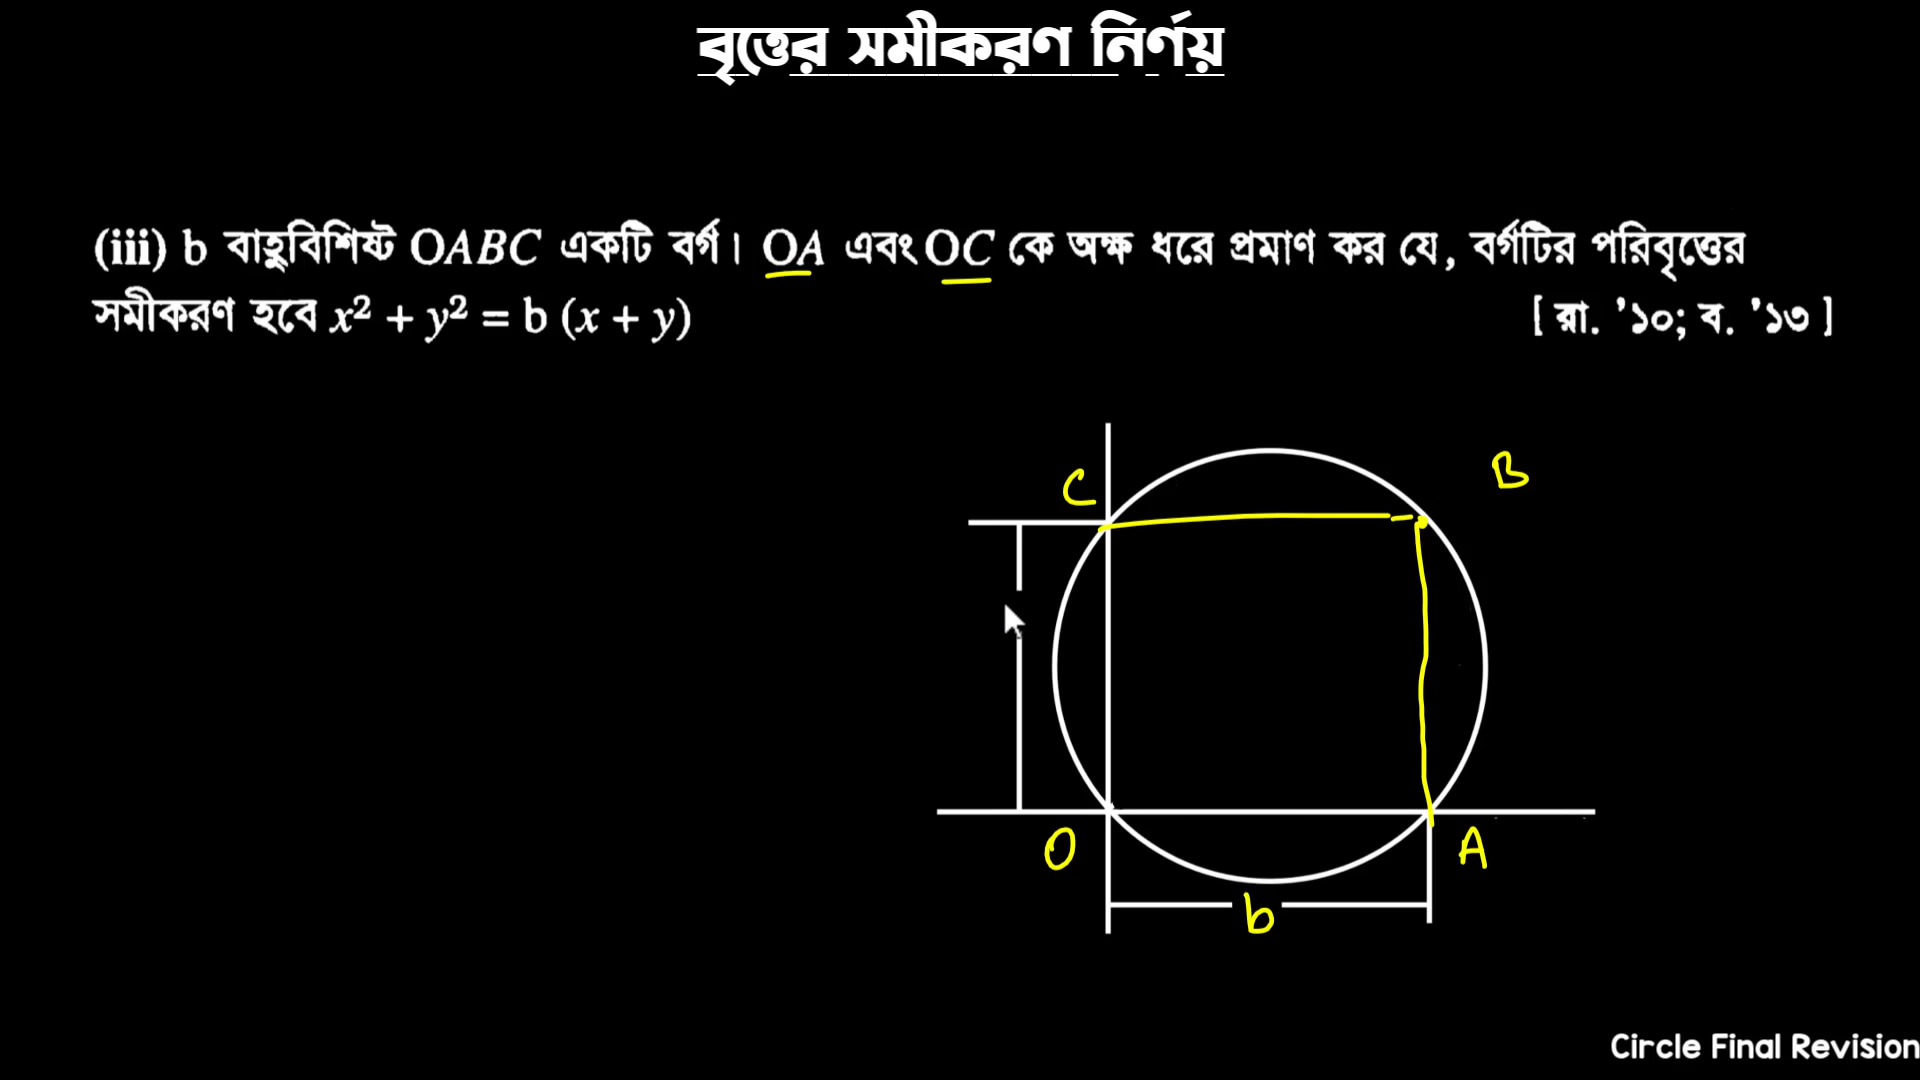 বৃত্তের সমীকরণ নির্ণয়
(iii) b বাহুবিশিষ্ট OABC একটি বর্গ। OA এবং OC কে অক্ষ ধরে প্রমাণ কর যে, বর্গটির পরিবৃত্তের
সমীকরণ হবে x² + y² = b (x + y) [ রা. ’১০; ব. ’১৩ ]
C
B
O
A
b
Circle Final Revision